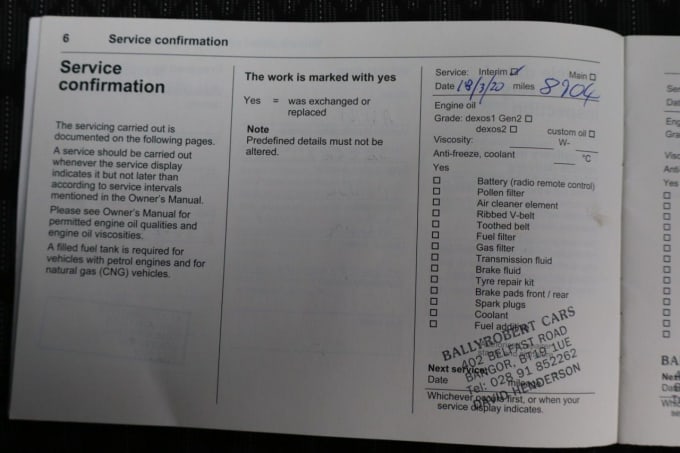 6 Service confirmation
Service
confirmation
The servicing carried out is
documented on the following pages.
A service should be carried out
whenever the service display
indicates it but not later than
according to service intervals
mentioned in the Owner's Manual.
Please see Owner's Manual for
permitted engine oil qualities and
engine oil viscosities.
A filled fuel tank is required for
vehicles with petrol engines and for
natural gas (CNG) vehicles.
The work is marked with yes
Yes = was exchanged or
replaced
Note
Predefined details must not be
altered.
Service: Interim ☑ Main ☐
Date 18/3/20 miles 8904
Engine oil
Grade: dexos1 Gen2 ☐
dexos2 ☐ custom oil ☐
Viscosity: ____ W- ____
Anti-freeze, coolant ____ °C
Yes
☐ Battery (radio remote control)
☐ Pollen filter
☐ Air cleaner element
☐ Ribbed V-belt
☐ Toothed belt
☐ Fuel filter
☐ Gas filter
☐ Transmission fluid
☐ Brake fluid
☐ Tyre repair kit
☐ Brake pads front / rear
☐ Spark plugs
☐ Coolant
☐ Fuel additive
BALLYROBERT CARS
402 BELFAST ROAD
BANGOR, BT19 1UE
Tel: 028 91 852262
DAVID HENDERSON
Next service:
Date mileage
Whichever occurs first, or when your
service display indicates.